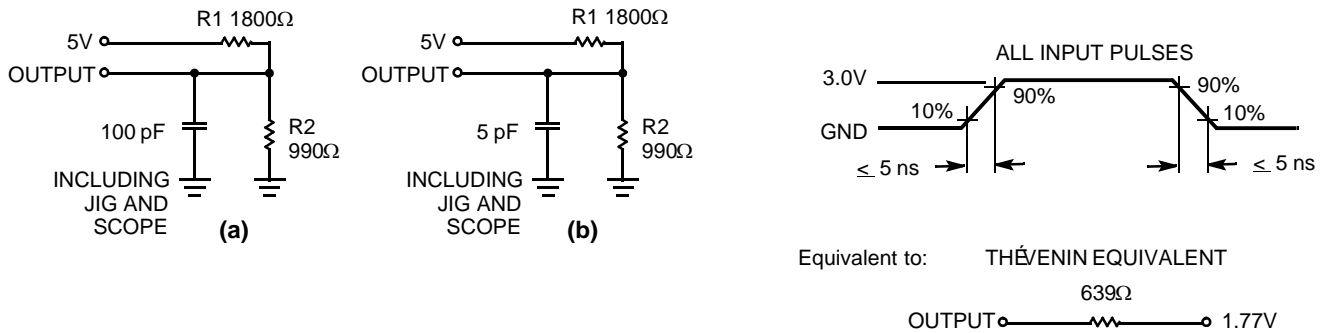 R1 1800Ω
5V
OUTPUT
100 pF
R2
990Ω
INCLUDING
JIG AND
SCOPE
(a)
R1 1800Ω
5V
OUTPUT
5 pF
R2
990Ω
INCLUDING
JIG AND
SCOPE
(b)
ALL INPUT PULSES
3.0V
90%
90%
10%
10%
GND
≤ 5 ns
≤ 5 ns
Equivalent to: THÉVENIN EQUIVALENT
639Ω
OUTPUT 1.77V